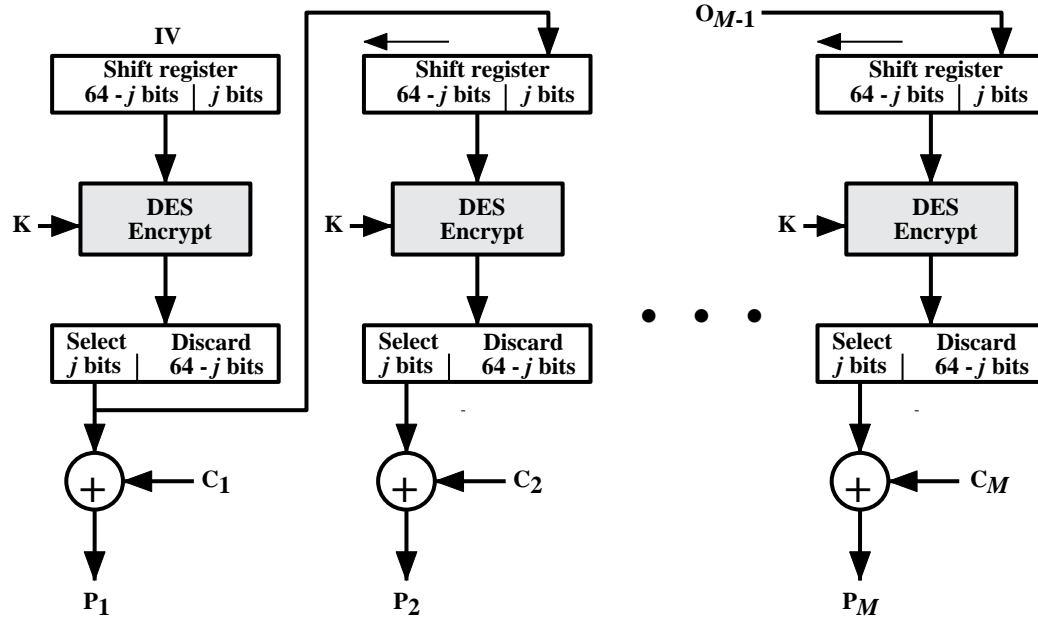 IV
Shift register
64 - j bits | j bits
K
DES
Encrypt
Select
j bits
Discard
64 - j bits
+
C1
P1
Shift register
64 - j bits | j bits
K
DES
Encrypt
Select
j bits
Discard
64 - j bits
+
C2
P2
• • •
OM-1
Shift register
64 - j bits | j bits
K
DES
Encrypt
Select
j bits
Discard
64 - j bits
+
CM
PM